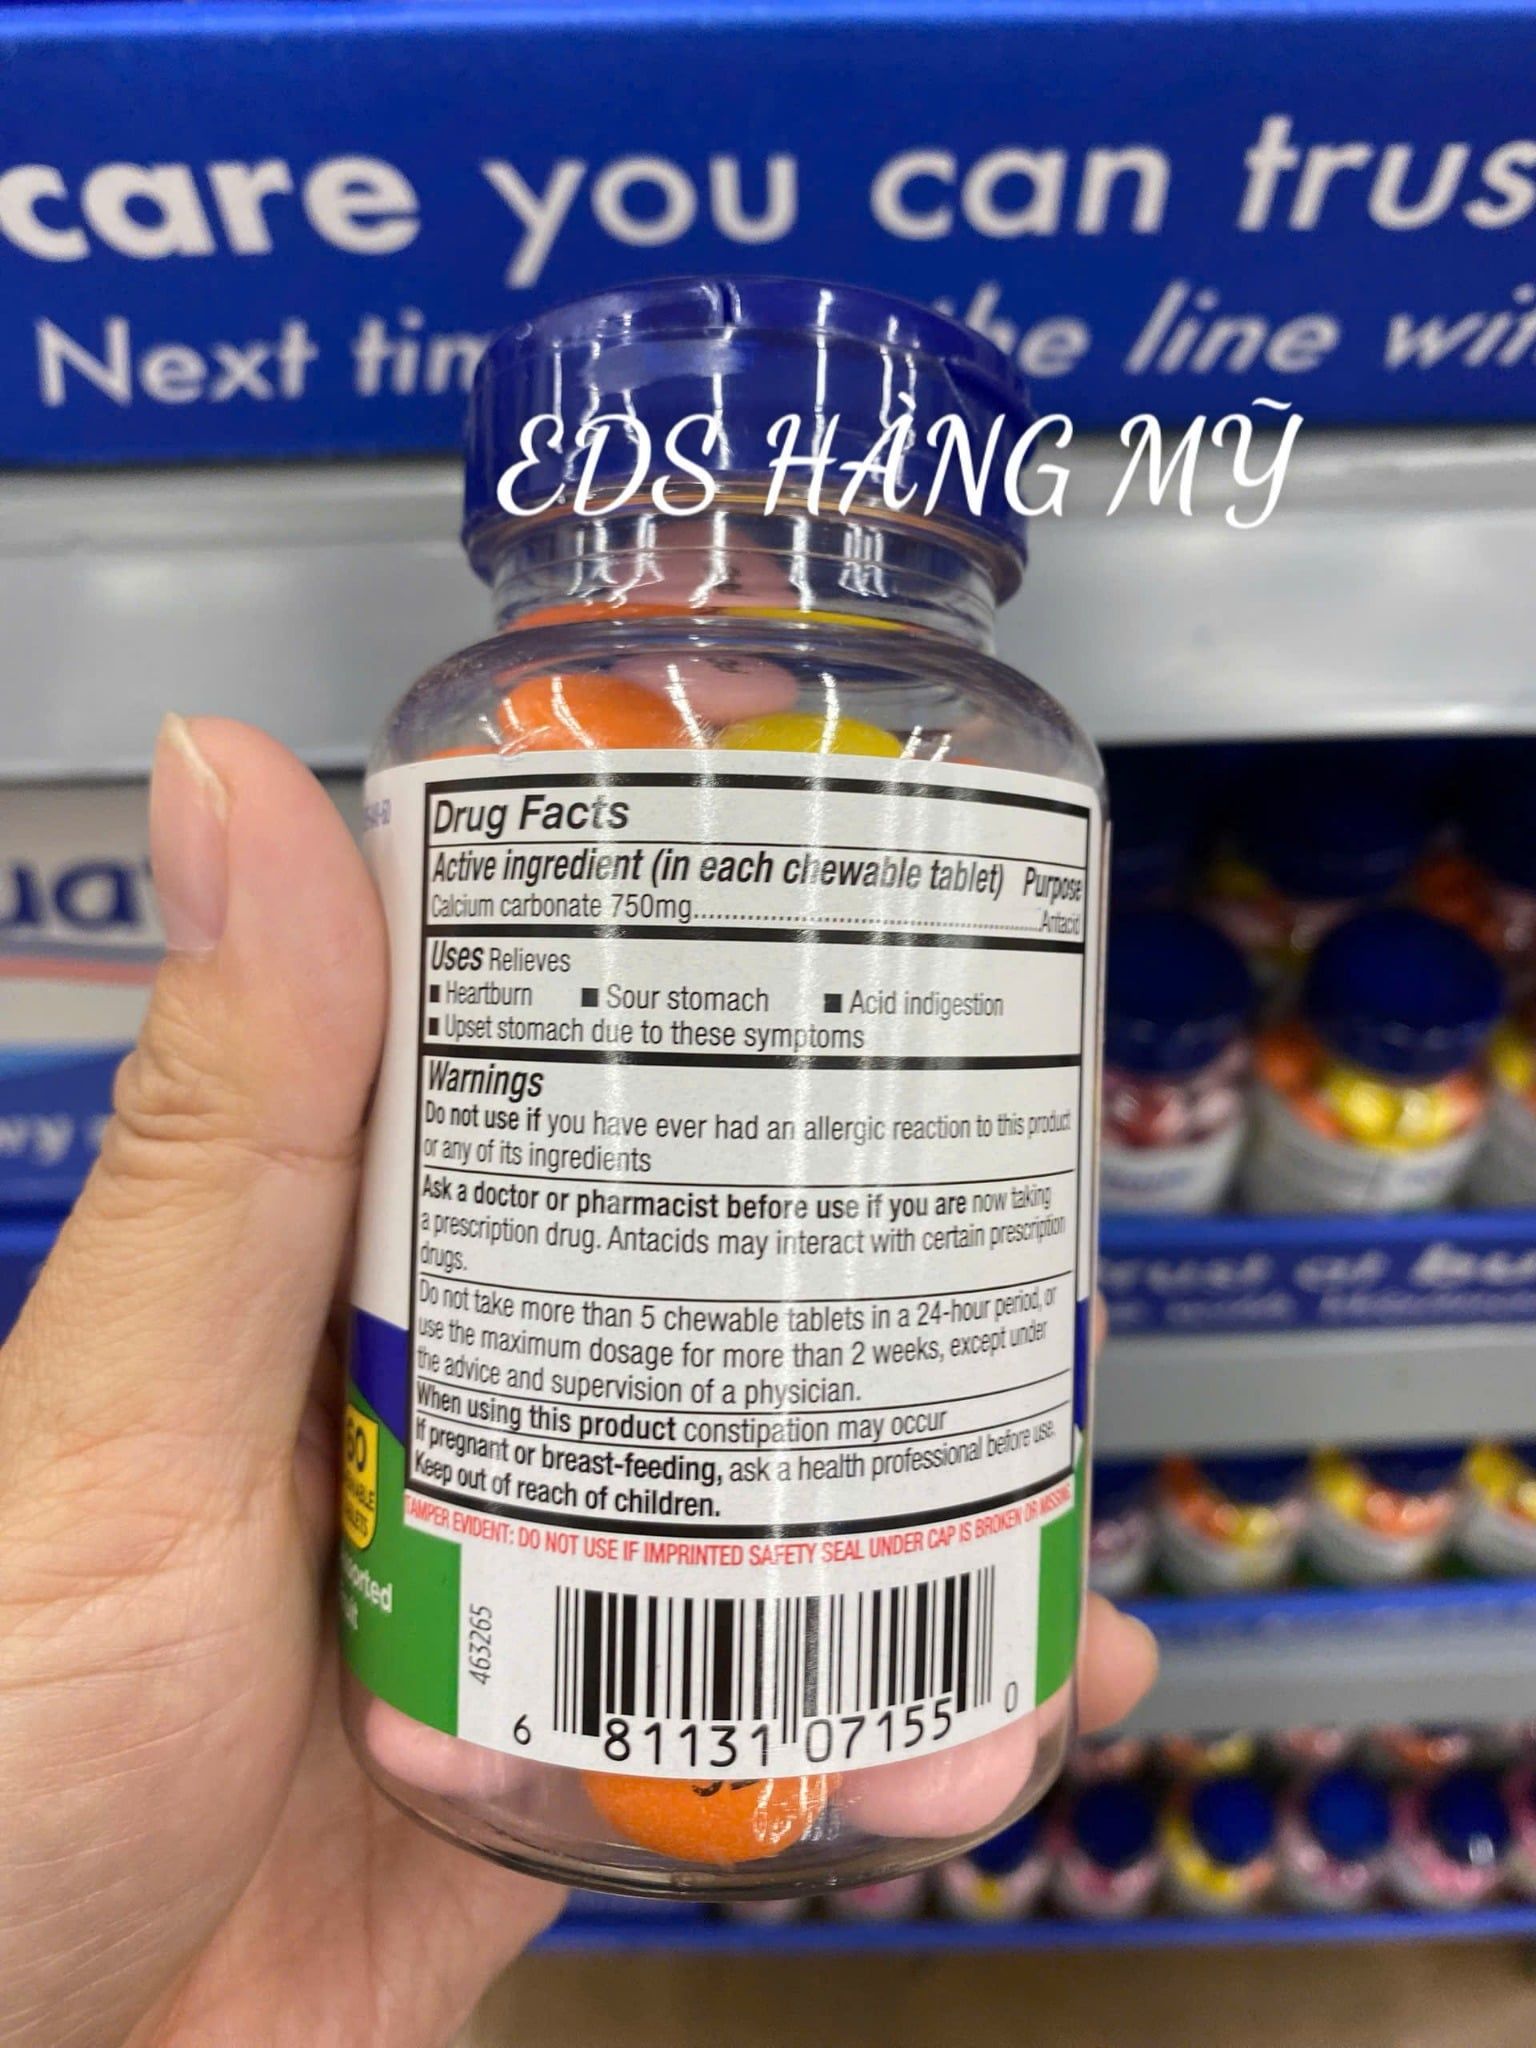 care you can trus
Next tim the line wit
EDS HÀNG MỸ
Drug Facts
Active ingredient (in each chewable tablet) Purpose
Calcium carbonate 750mg..........Antacid
Uses Relieves
■ Heartburn ■ Sour stomach ■ Acid indigestion
■ Upset stomach due to these symptoms
Warnings
Do not use if you have ever had an allergic reaction to this product
or any of its ingredients
Ask a doctor or pharmacist before use if you are now taking
a prescription drug. Antacids may interact with certain prescription
drugs.
Do not take more than 5 chewable tablets in a 24-hour period, or
use the maximum dosage for more than 2 weeks, except under
the advice and supervision of a physician.
When using this product constipation may occur
If pregnant or breast-feeding, ask a health professional before use.
Keep out of reach of children.
TAMPER EVIDENT: DO NOT USE IF IMPRINTED SAFETY SEAL UNDER CAP IS BROKEN OR MISSING
60
463265
6 81131 07155 0